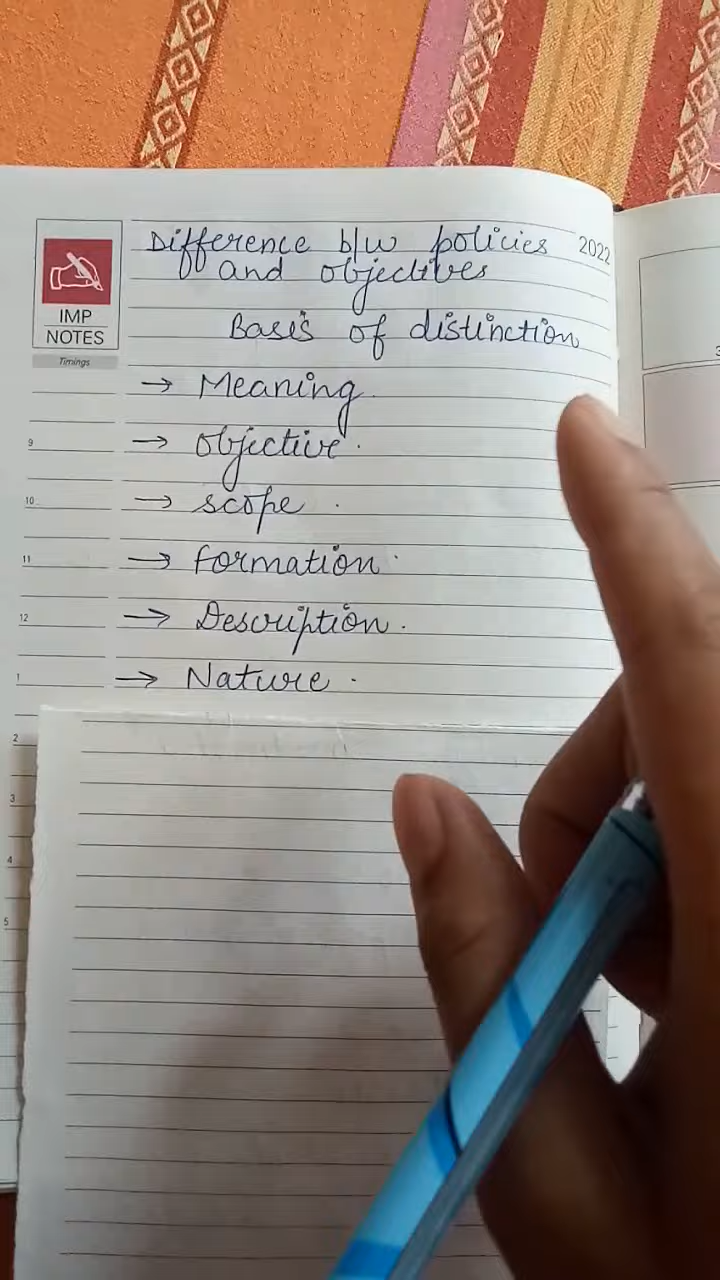 Difference b/w policies 2022
and objectives
IMP
NOTES
Basis of distinction
Timings
→ Meaning.
9 → objective.
10 → scope.
11 → formation.
12 → Description.
1 → Nature.
2
3
4
5